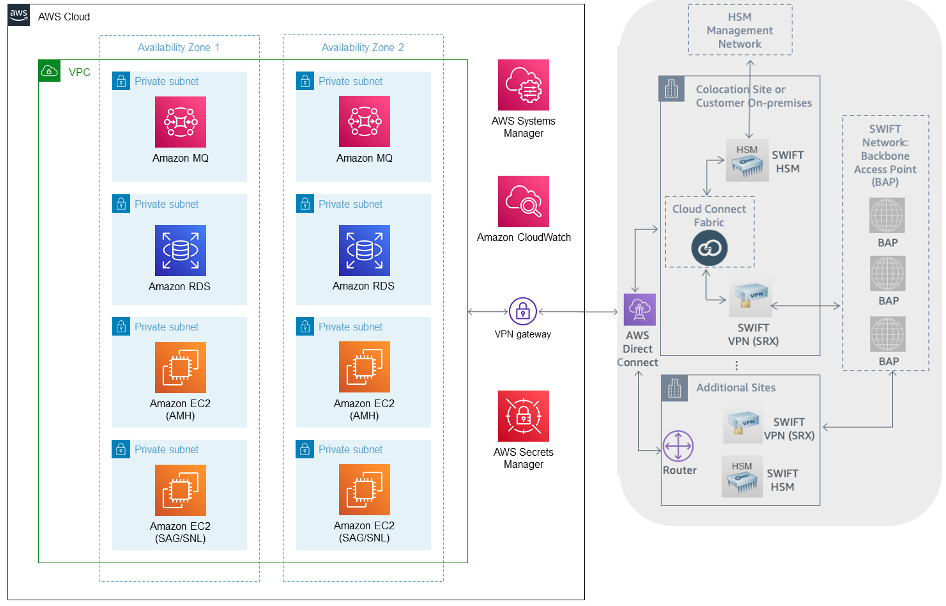 aws
AWS Cloud
Availability Zone 1
Availability Zone 2
VPC
Private subnet
Amazon MQ
Private subnet
Amazon MQ
Private subnet
Amazon RDS
Private subnet
Amazon RDS
Private subnet
Amazon EC2
(AMH)
Private subnet
Amazon EC2
(AMH)
Private subnet
Amazon EC2
(SAG/SNL)
Private subnet
Amazon EC2
(SAG/SNL)
AWS Systems
Manager
Amazon CloudWatch
VPN gateway
AWS Secrets
Manager
AWS
Direct
Connect
HSM
Management
Network
Colocation Site or
Customer On-premises
HSM
SWIFT
HSM
Cloud Connect
Fabric
VPN
SWIFT
VPN (SRX)
SWIFT
Network:
Backbone
Access Point
(BAP)
BAP
BAP
BAP
Additional Sites
VPN
SWIFT
VPN (SRX)
Router
HSM
SWIFT
HSM